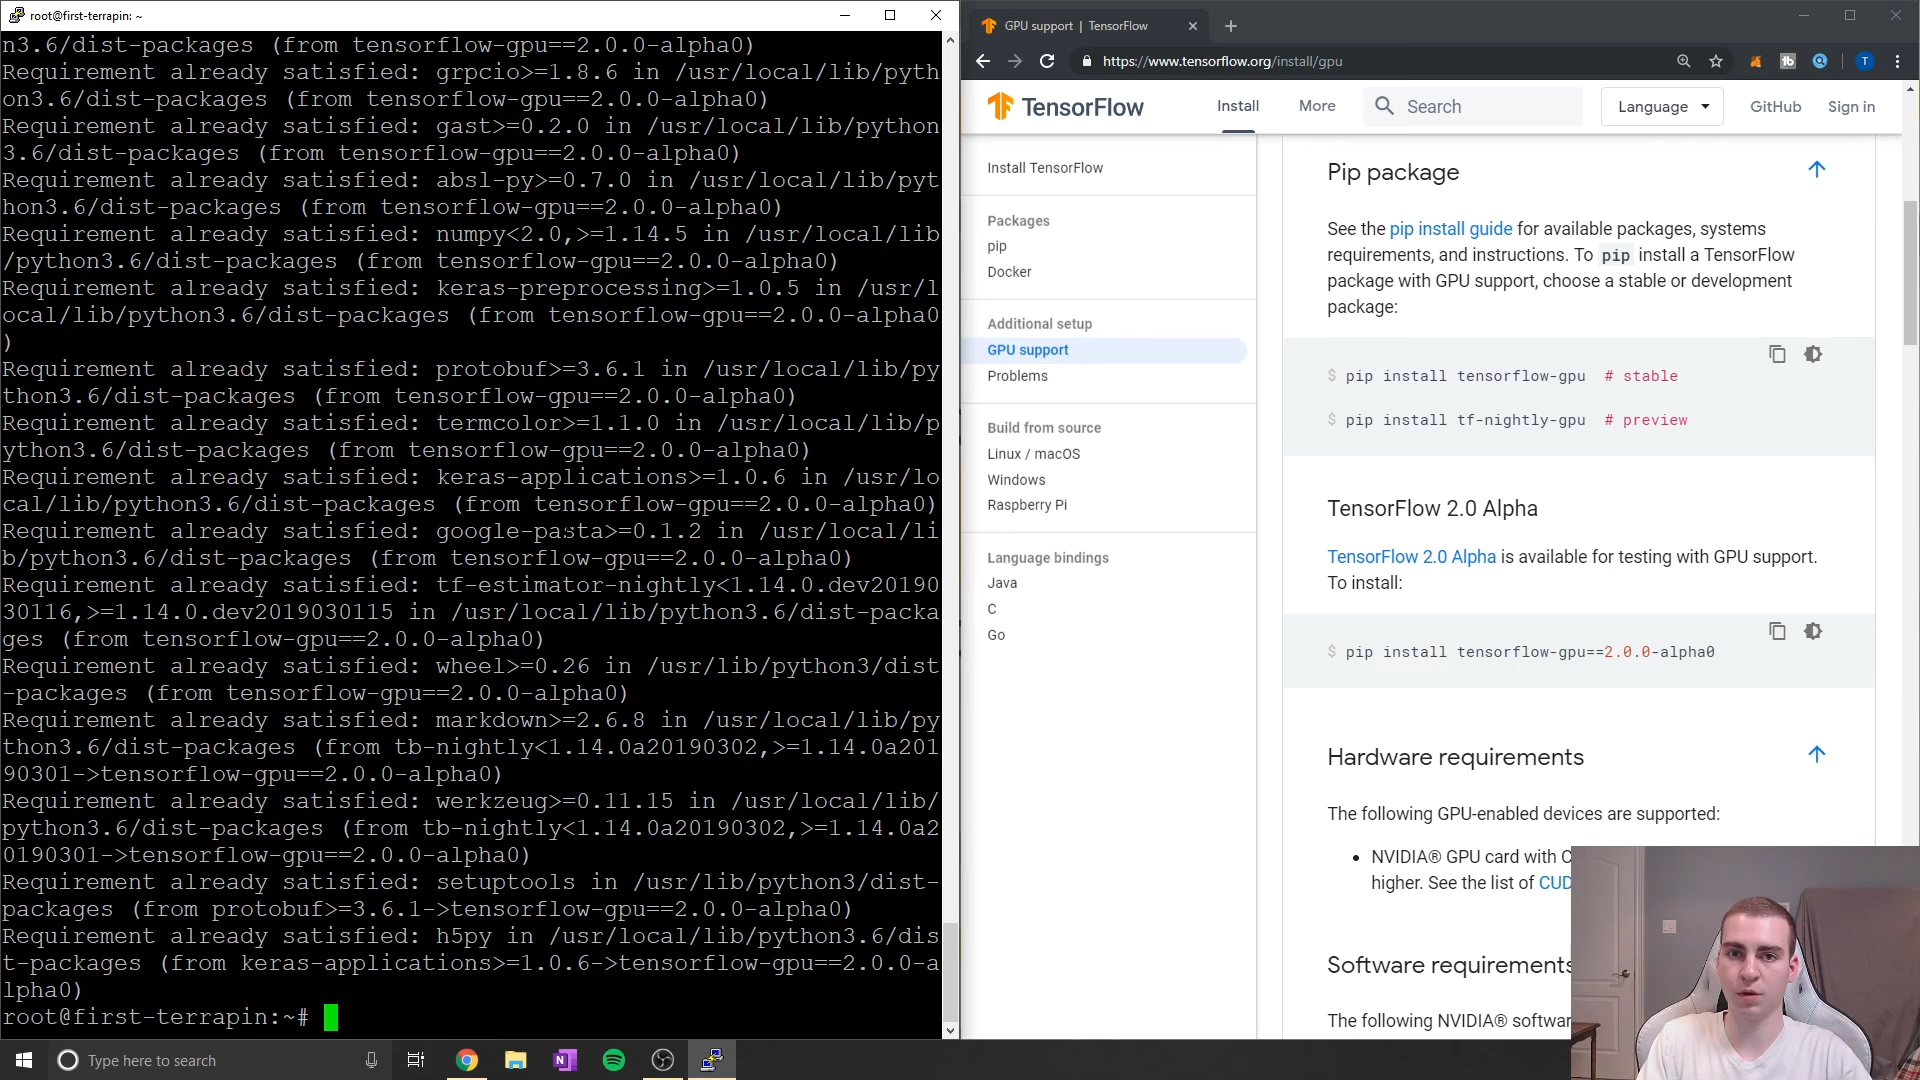 root@first-terrapin: ~
n3.6/dist-packages (from tensorflow-gpu==2.0.0-alpha0)
Requirement already satisfied: grpcio>=1.8.6 in /usr/local/lib/pyth
on3.6/dist-packages (from tensorflow-gpu==2.0.0-alpha0)
Requirement already satisfied: gast>=0.2.0 in /usr/local/lib/python
3.6/dist-packages (from tensorflow-gpu==2.0.0-alpha0)
Requirement already satisfied: absl-py>=0.7.0 in /usr/local/lib/pyt
hon3.6/dist-packages (from tensorflow-gpu==2.0.0-alpha0)
Requirement already satisfied: numpy<2.0,>=1.14.5 in /usr/local/lib
/python3.6/dist-packages (from tensorflow-gpu==2.0.0-alpha0)
Requirement already satisfied: keras-preprocessing>=1.0.5 in /usr/l
ocal/lib/python3.6/dist-packages (from tensorflow-gpu==2.0.0-alpha0
)
Requirement already satisfied: protobuf>=3.6.1 in /usr/local/lib/py
thon3.6/dist-packages (from tensorflow-gpu==2.0.0-alpha0)
Requirement already satisfied: termcolor>=1.1.0 in /usr/local/lib/p
ython3.6/dist-packages (from tensorflow-gpu==2.0.0-alpha0)
Requirement already satisfied: keras-applications>=1.0.6 in /usr/lo
cal/lib/python3.6/dist-packages (from tensorflow-gpu==2.0.0-alpha0)
Requirement already satisfied: google-pasta>=0.1.2 in /usr/local/li
b/python3.6/dist-packages (from tensorflow-gpu==2.0.0-alpha0)
Requirement already satisfied: tf-estimator-nightly<1.14.0.dev20190
30116,>=1.14.0.dev2019030115 in /usr/local/lib/python3.6/dist-packa
ges (from tensorflow-gpu==2.0.0-alpha0)
Requirement already satisfied: wheel>=0.26 in /usr/lib/python3/dist
-packages (from tensorflow-gpu==2.0.0-alpha0)
Requirement already satisfied: markdown>=2.6.8 in /usr/local/lib/py
thon3.6/dist-packages (from tb-nightly<1.14.0a20190302,>=1.14.0a201
90301->tensorflow-gpu==2.0.0-alpha0)
Requirement already satisfied: werkzeug>=0.11.15 in /usr/local/lib/
python3.6/dist-packages (from tb-nightly<1.14.0a20190302,>=1.14.0a2
0190301->tensorflow-gpu==2.0.0-alpha0)
Requirement already satisfied: setuptools in /usr/lib/python3/dist-
packages (from protobuf>=3.6.1->tensorflow-gpu==2.0.0-alpha0)
Requirement already satisfied: h5py in /usr/local/lib/python3.6/dis
t-packages (from keras-applications>=1.0.6->tensorflow-gpu==2.0.0-a
lpha0)
root@first-terrapin:~#
GPU support | TensorFlow
https://www.tensorflow.org/install/gpu
tb
T
TensorFlow
Install
More
Search
Language
GitHub
Sign in
Install TensorFlow
Packages
pip
Docker
Additional setup
GPU support
Problems
Build from source
Linux / macOS
Windows
Raspberry Pi
Language bindings
Java
C
Go
Pip package
See the pip install guide for available packages, systems
requirements, and instructions. To pip install a TensorFlow
package with GPU support, choose a stable or development
package:
$ pip install tensorflow-gpu # stable
$ pip install tf-nightly-gpu # preview
TensorFlow 2.0 Alpha
TensorFlow 2.0 Alpha is available for testing with GPU support.
To install:
$ pip install tensorflow-gpu==2.0.0-alpha0
Hardware requirements
The following GPU-enabled devices are supported:
• NVIDIA® GPU card with C
higher. See the list of CUD
Software requirements
The following NVIDIA® softwar
Type here to search
N